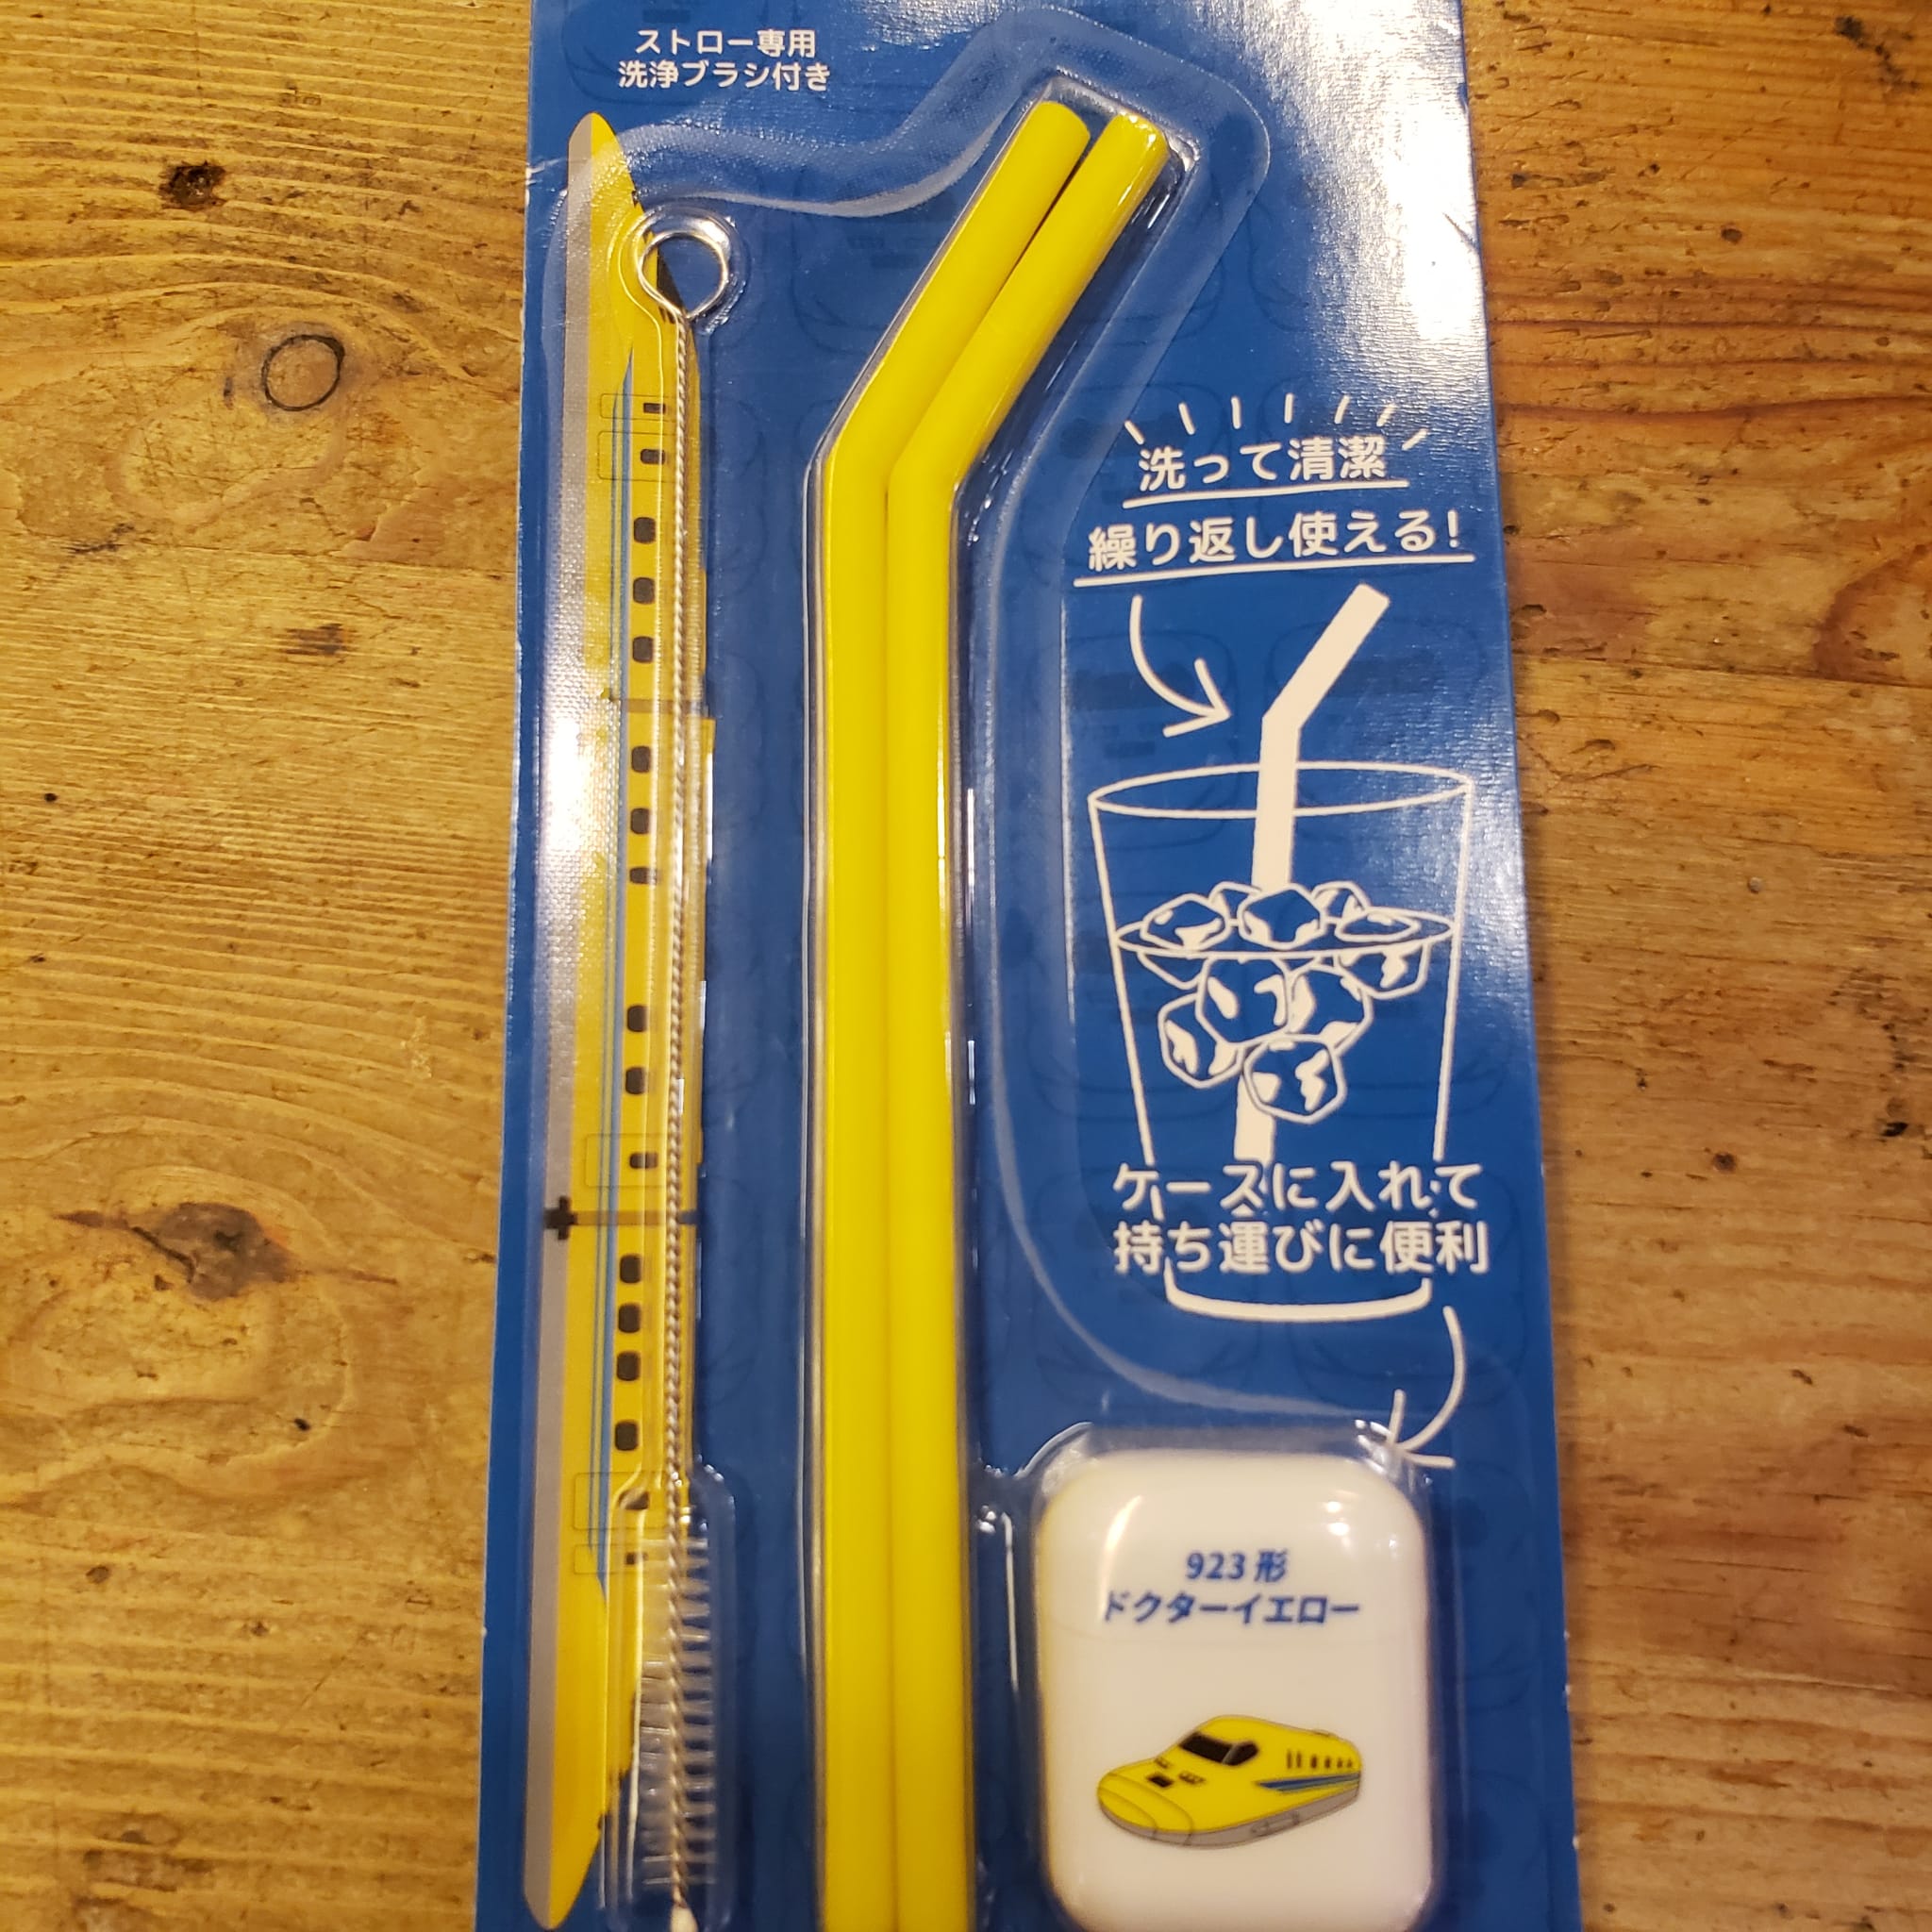 ストロー専用
洗浄ブラシ付き
洗って清潔
繰り返し使える!
ケースに入れて
持ち運びに便利
923形
ドクターイエロー